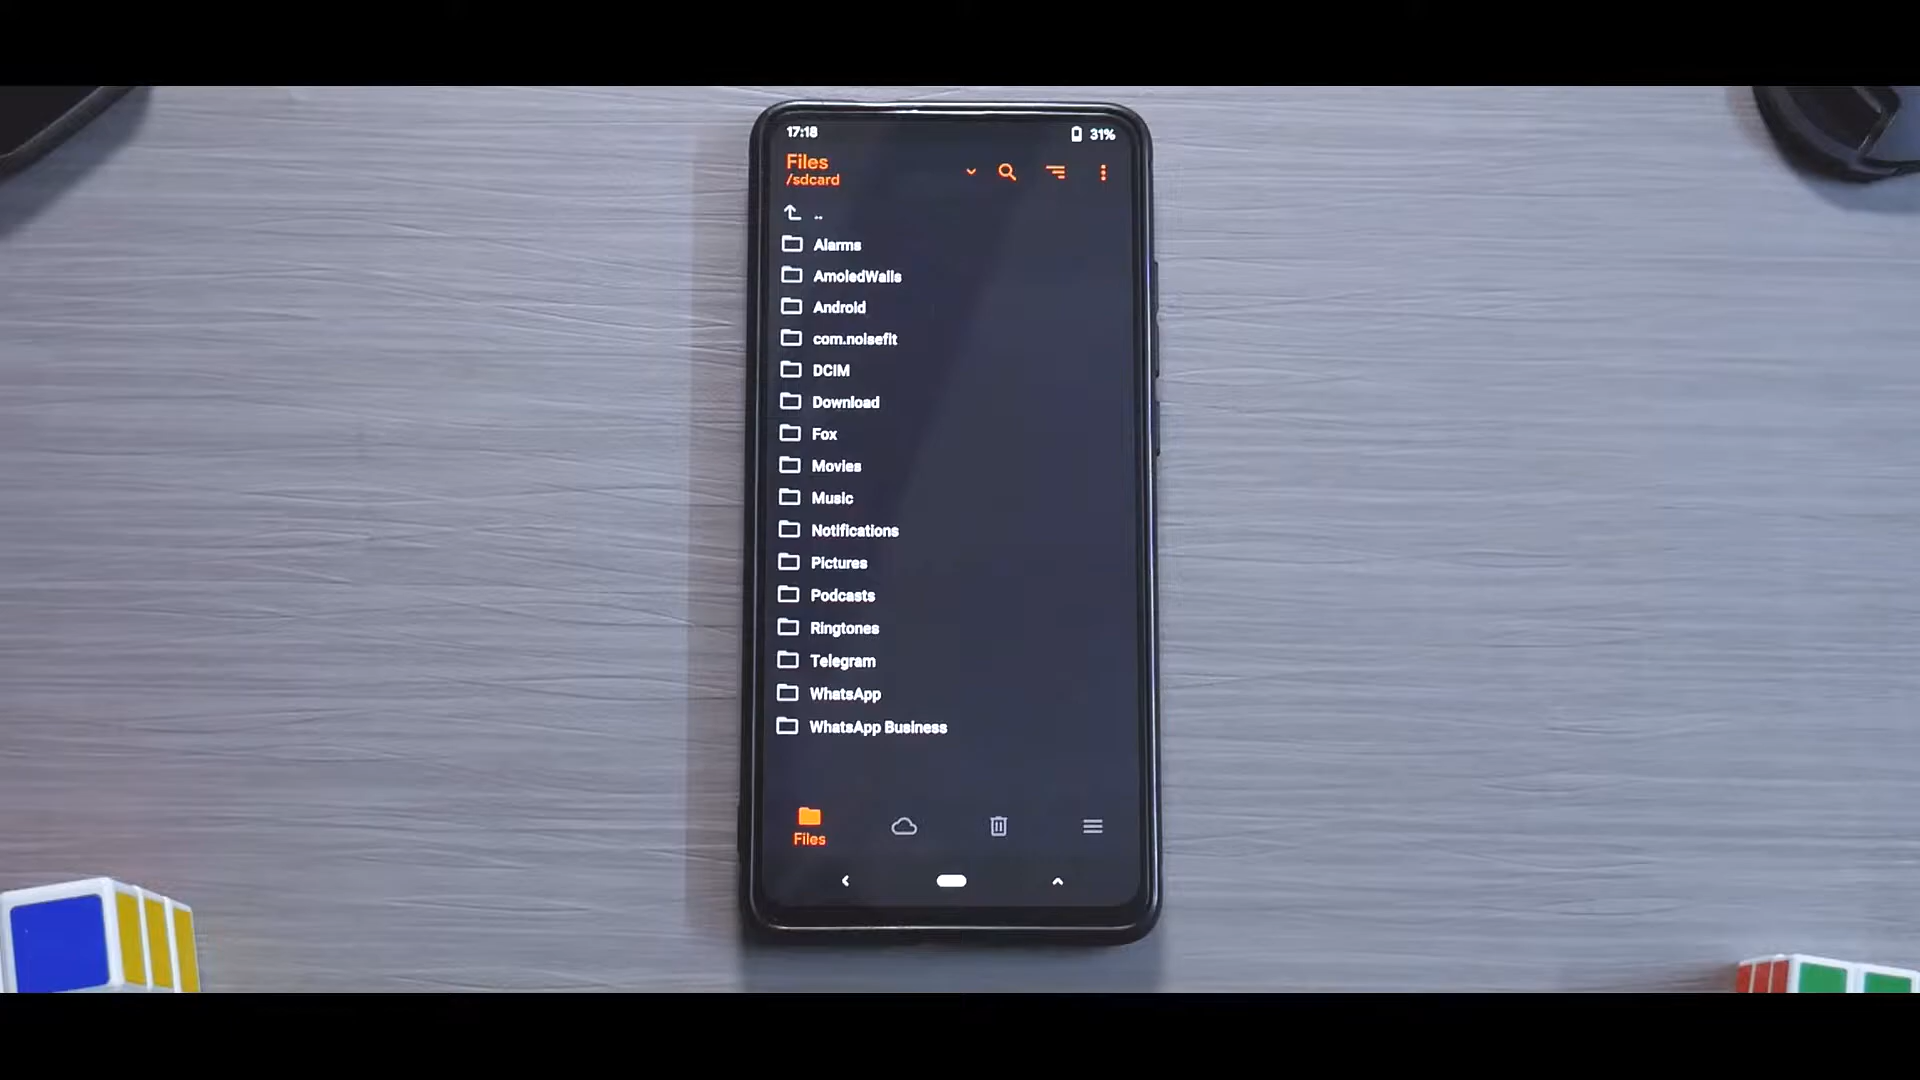 17:18
31%
Files
/sdcard
..
Alarms
AmoledWalls
Android
com.noisefit
DCIM
Download
Fox
Movies
Music
Notifications
Pictures
Podcasts
Ringtones
Telegram
WhatsApp
WhatsApp Business
Files